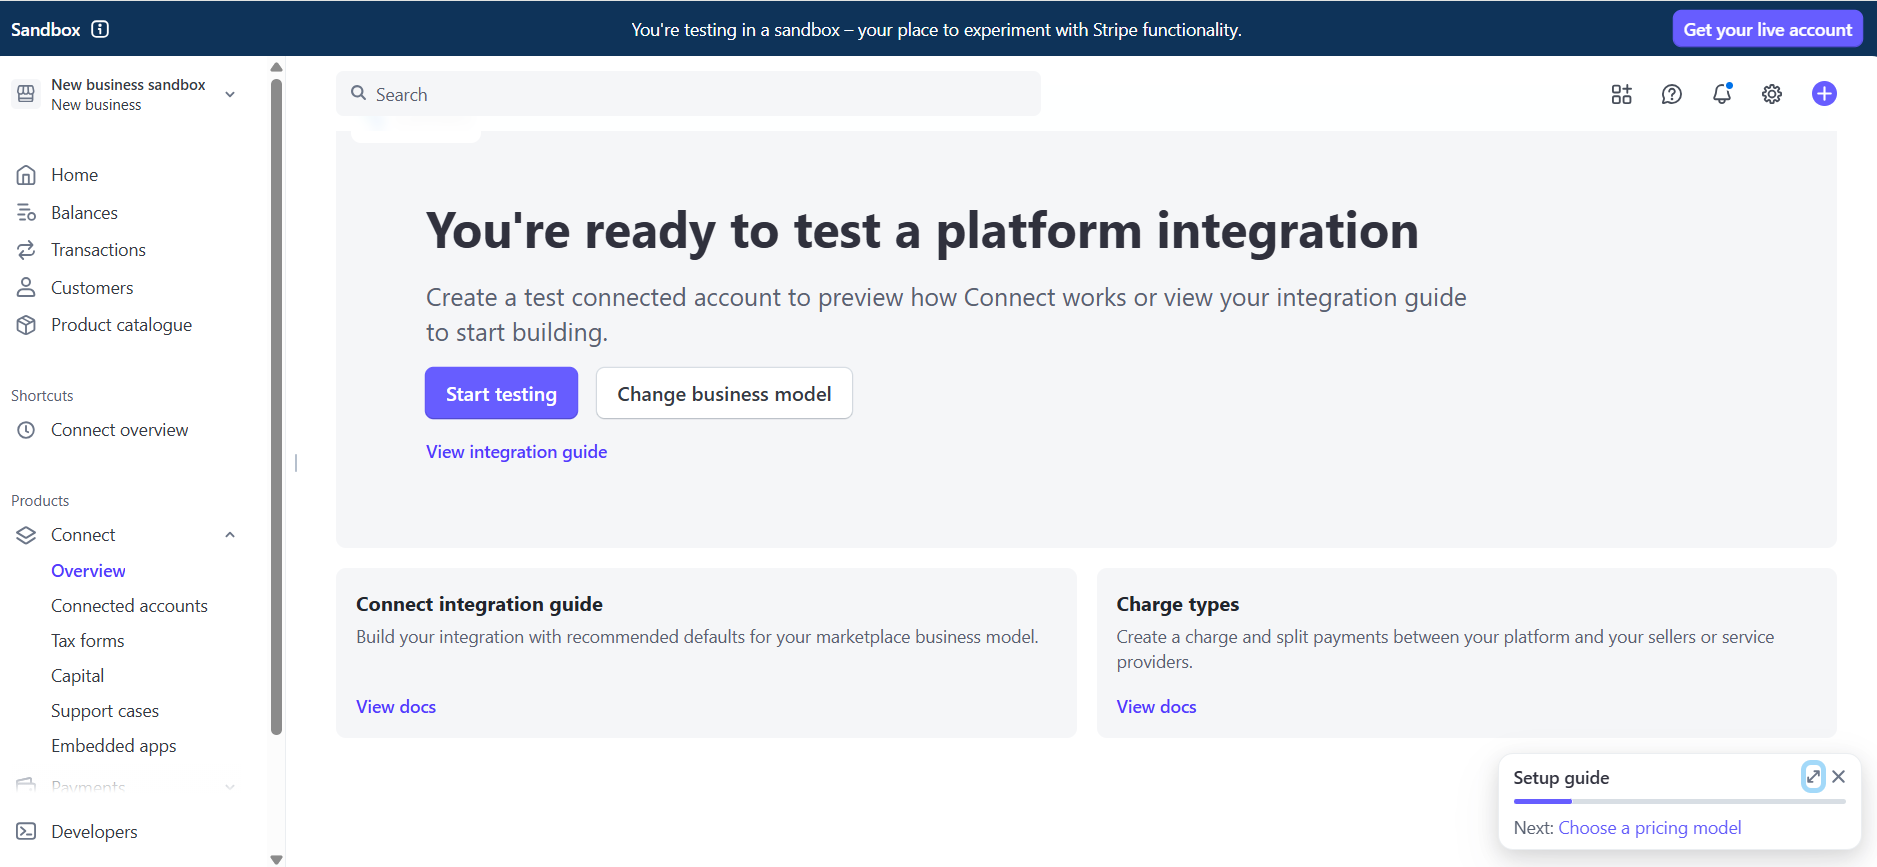 Sandbox
You're testing in a sandbox – your place to experiment with Stripe functionality.
Get your live account
New business sandbox
New business
Search
Home
Balances
Transactions
Customers
Product catalogue
Shortcuts
Connect overview
Products
Connect
Overview
Connected accounts
Tax forms
Capital
Support cases
Embedded apps
Payments
Developers
You're ready to test a platform integration
Create a test connected account to preview how Connect works or view your integration guide
to start building.
Start testing
Change business model
View integration guide
Connect integration guide
Build your integration with recommended defaults for your marketplace business model.
View docs
Charge types
Create a charge and split payments between your platform and your sellers or service
providers.
View docs
Setup guide
Next: Choose a pricing model